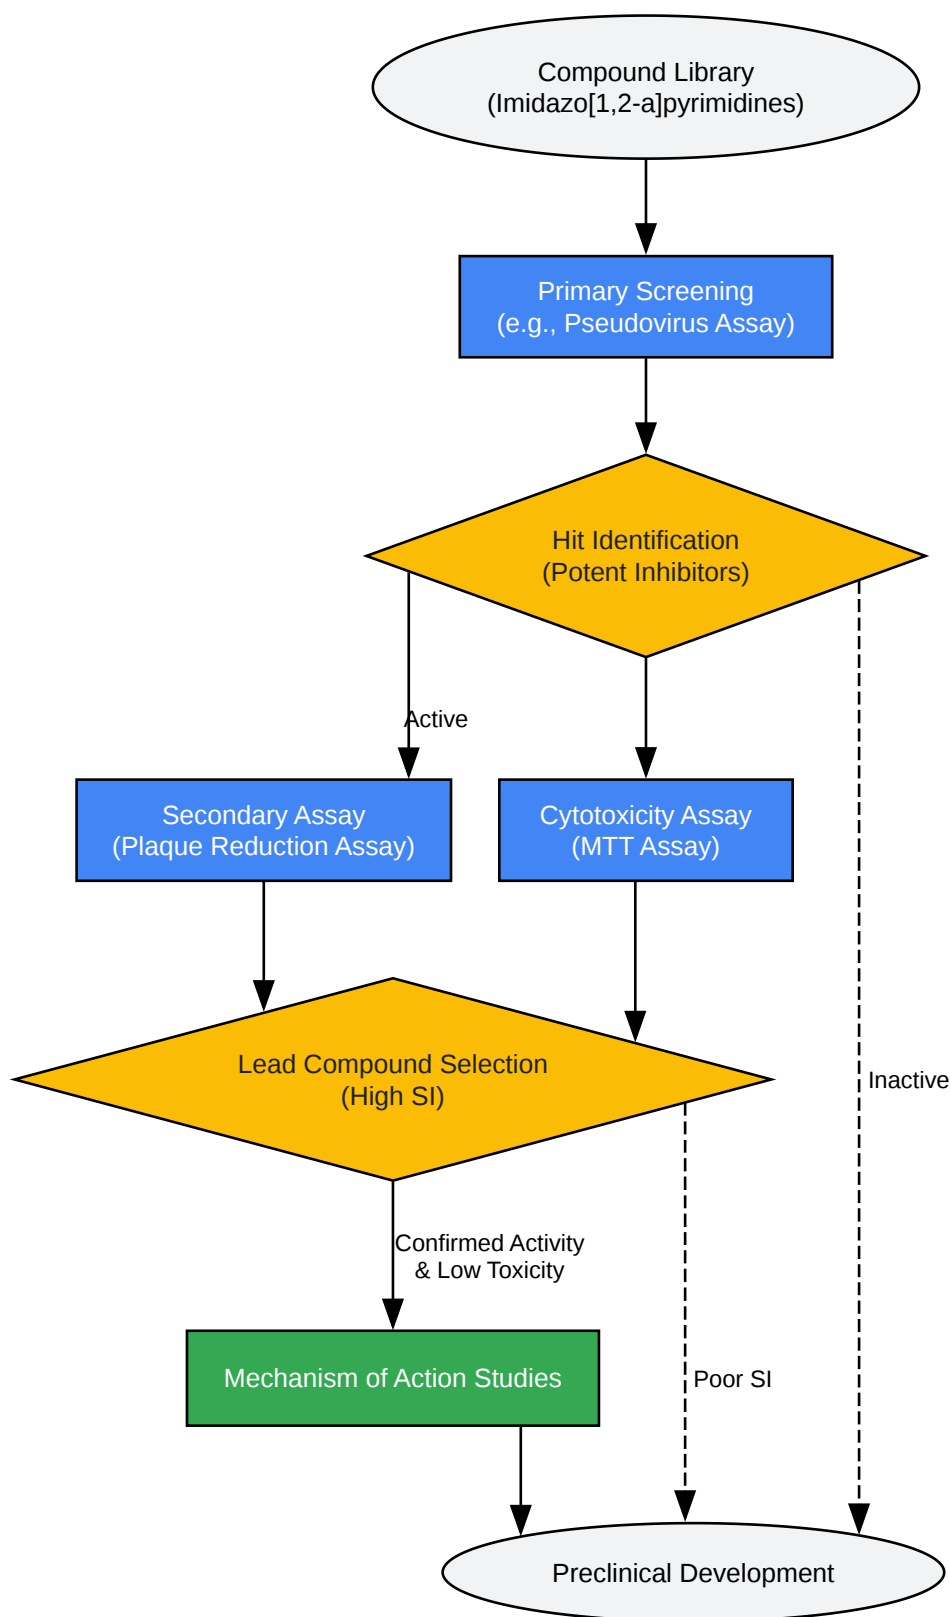 Compound Library
(Imidazo[1,2-a]pyrimidines)
Primary Screening
(e.g., Pseudovirus Assay)
Hit Identification
(Potent Inhibitors)
Active
Secondary Assay
(Plaque Reduction Assay)
Cytotoxicity Assay
(MTT Assay)
Lead Compound Selection
(High SI)
Inactive
Confirmed Activity
& Low Toxicity
Mechanism of Action Studies
Poor SI
Preclinical Development